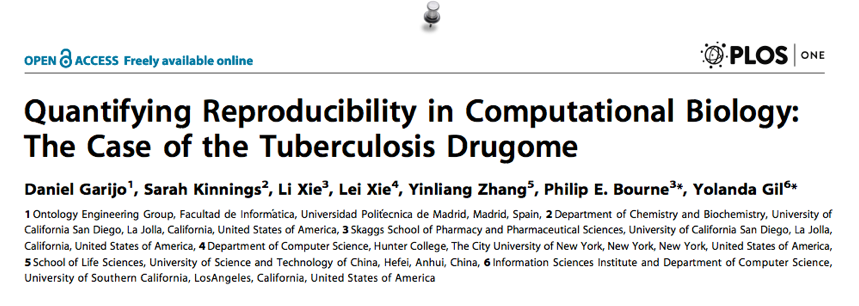 OPEN ACCESS Freely available online
PLOS ONE
Quantifying Reproducibility in Computational Biology:
The Case of the Tuberculosis Drugome
Daniel Garijo1, Sarah Kinnings2, Li Xie3, Lei Xie4, Yinliang Zhang5, Philip E. Bourne3*, Yolanda Gil6*
1 Ontology Engineering Group, Facultad de Informática, Universidad Politécnica de Madrid, Madrid, Spain, 2 Department of Chemistry and Biochemistry, University of
California San Diego, La Jolla, California, United States of America, 3 Skaggs School of Pharmacy and Pharmaceutical Sciences, University of California San Diego, La Jolla,
California, United States of America, 4 Department of Computer Science, Hunter College, The City University of New York, New York, New York, United States of America,
5 School of Life Sciences, University of Science and Technology of China, Hefei, Anhui, China, 6 Information Sciences Institute and Department of Computer Science,
University of Southern California, LosAngeles, California, United States of America